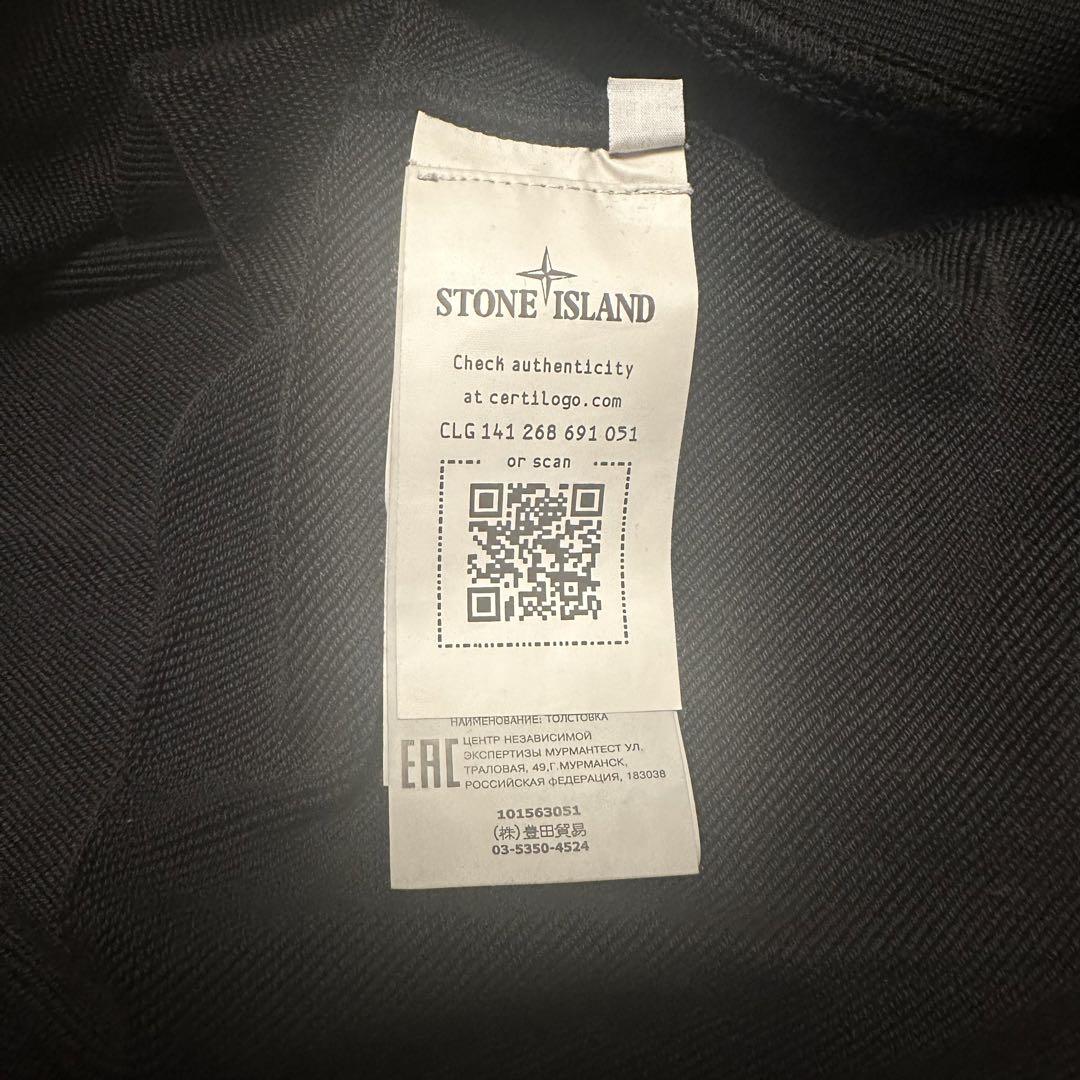 STONE ISLAND
Check authenticity
at certilogo.com
CLG 141 268 691 051
or scan
НАИМЕНОВАНИЕ: ТОЛСТОВКА
EAC
ЦЕНТР НЕЗАВИСИМОЙ
ЭКСПЕРТИЗЫ МУРМАНТЕСТ УЛ.
ТРАЛОВАЯ, 49,Г.МУРМАНСК,
РОССИЙСКАЯ ФЕДЕРАЦИЯ, 183038
101563051
(株)豊田貿易
03-5350-4524